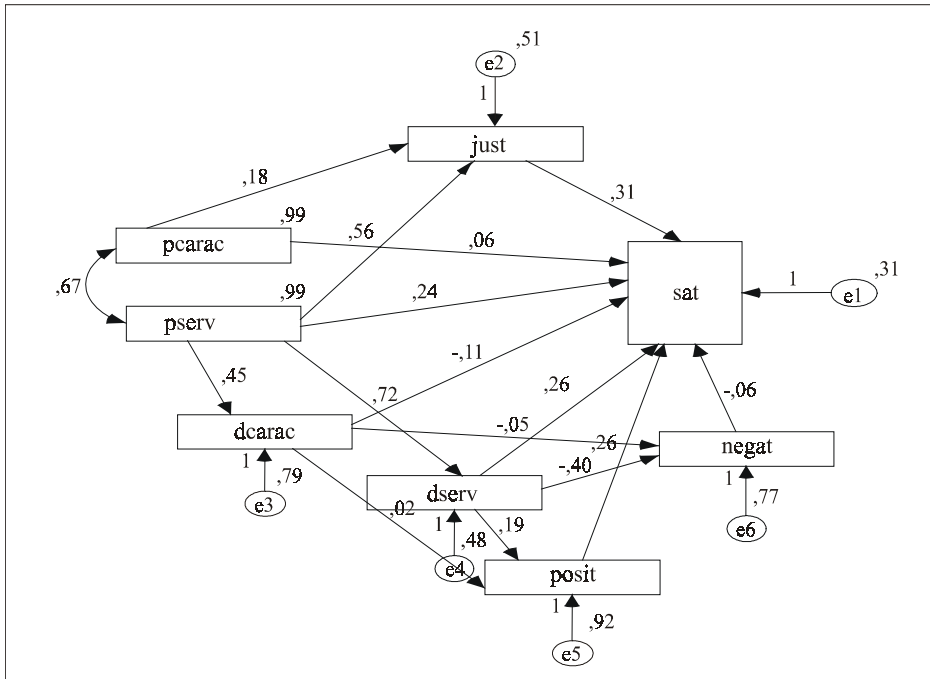 ,51
e2
1
just
,18
,31
,99
pcarac
,56
,06
,67
,99
pserv
,24
sat
1
,31
e1
-,11
,45
,72
,26
-,06
dcarac
-,05
,26
negat
1
,79
e3
-,40
dserv
,02
1
,48
,19
e4
1
,77
e6
posit
1
,92
e5